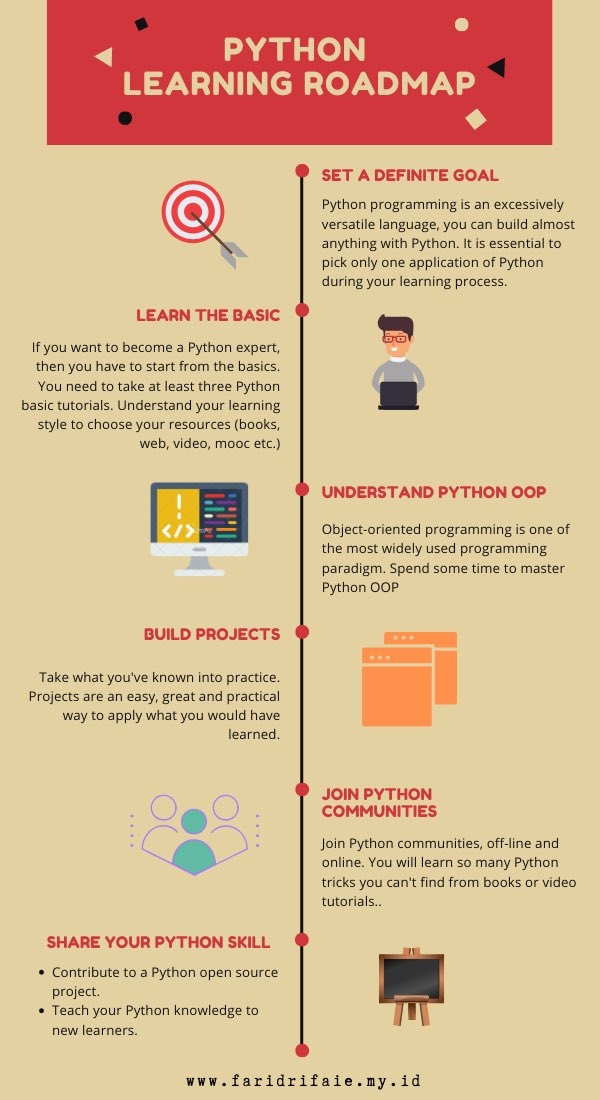 PYTHON
LEARNING ROADMAP
SET A DEFINITE GOAL
Python programming is an excessively
versatile language, you can build almost
anything with Python. It is essential to
pick only one application of Python
during your learning process.
LEARN THE BASIC
If you want to become a Python expert,
then you have to start from the basics.
You need to take at least three Python
basic tutorials. Understand your learning
style to choose your resources (books,
web, video, mooc etc.)
UNDERSTAND PYTHON OOP
Object-oriented programming is one of
the most widely used programming
paradigm. Spend some time to master
Python OOP
BUILD PROJECTS
Take what you've known into practice.
Projects are an easy, great and practical
way to apply what you would have
learned.
JOIN PYTHON
COMMUNITIES
Join Python communities, off-line and
online. You will learn so many Python
tricks you can't find from books or video
tutorials..
SHARE YOUR PYTHON SKILL
• Contribute to a Python open source
project.
• Teach your Python knowledge to
new learners.
www.faridrifaie.my.id